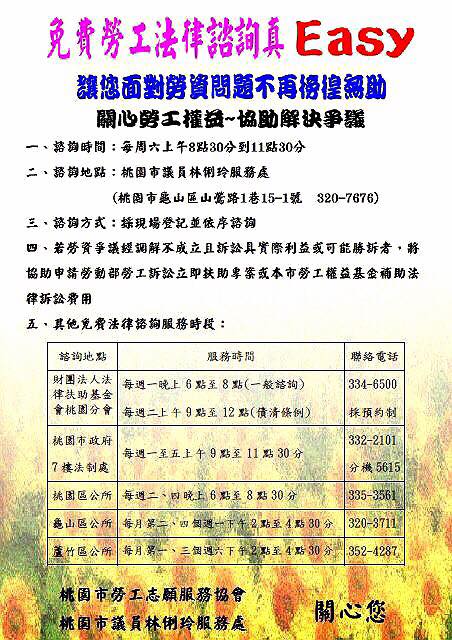 免費勞工法律諮詢真 Easy
讓您面對勞資問題不再徬徨無助
關心勞工權益~協助解決爭議
一、諮詢時間：每周六上午8點30分到11點30分
二、諮詢地點：桃園市議員林俐玲服務處
(桃園市龜山區山鶯路1巷15-1號 320-7676)
三、諮詢方式：採現場登記並依序諮詢
四、若勞資爭議經調解不成立且訴訟具實際利益或可能勝訴者，將
協助申請勞動部勞工訴訟立即扶助專案或本市勞工權益基金補助法
律訴訟費用
五、其他免費法律諮詢服務時段：
諮詢地點 服務時間 聯絡電話
財團法人法
律扶助基金
會桃園分會
每週一晚上 6 點至 8 點(一般諮詢)
每週二上午 9 點至 12 點(債清條例)
334-6500
採預約制
桃園市政府
7 樓法制處
每週一至五上午 9 點至 11 點 30 分
332-2101
分機 5615
桃園區公所 每週二、四晚上 6 點至 8 點 30 分 335-3561
龜山區公所 每月第二、四個週一下午 2 點至 4 點 30 分 320-3711
蘆竹區公所 每月第一、三個週六下午 2 點至 4 點 30 分 352-4287
桃園市勞工志願服務協會
桃園市議員林俐玲服務處
關心您